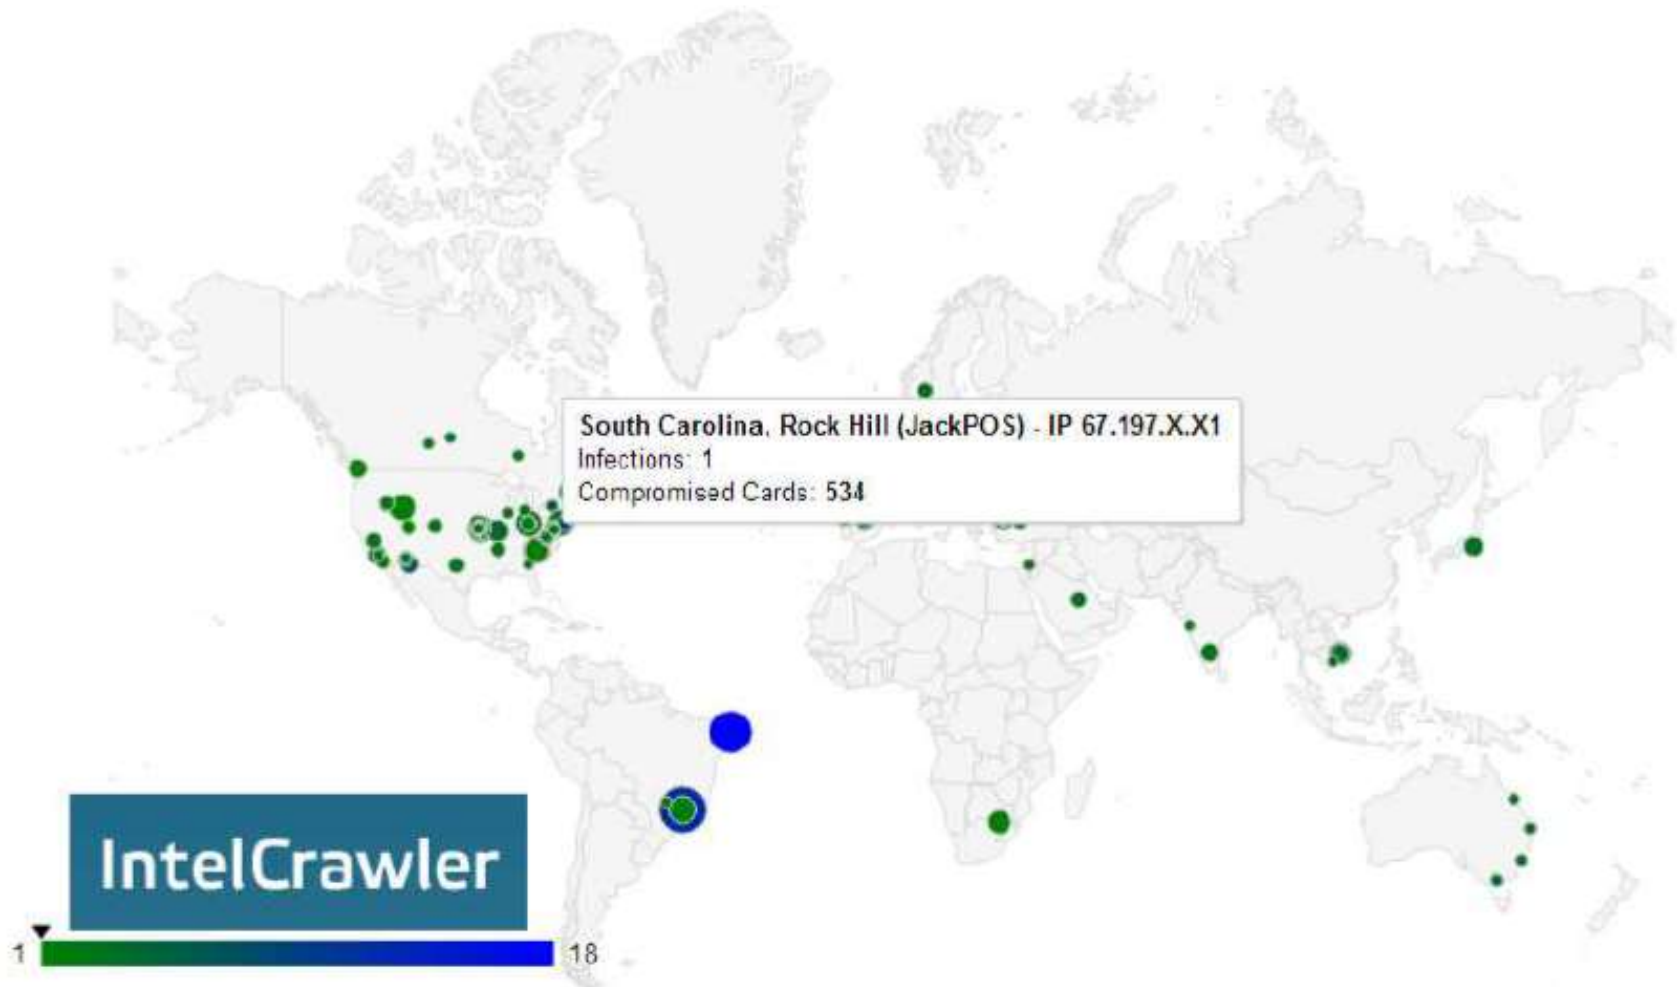 South Carolina, Rock Hill (JackPOS) - IP 67.197.X.X1
Infections: 1
Compromised Cards: 534
IntelCrawler
1
18